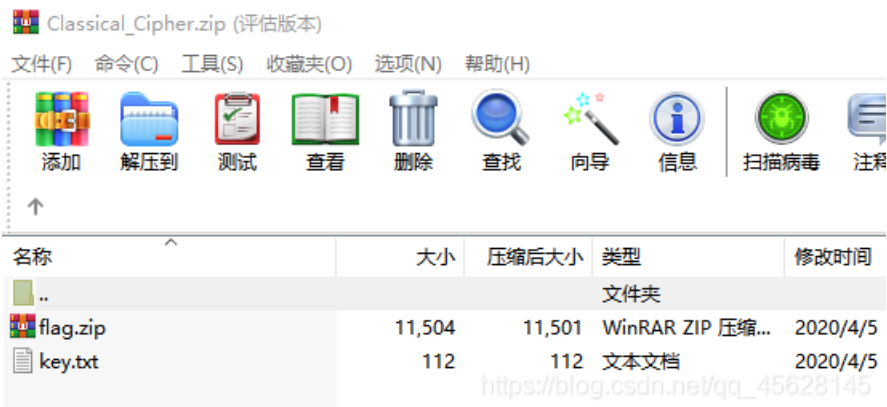 Classical_Cipher.zip (评估版本)
文件(F) 命令(C) 工具(S) 收藏夹(O) 选项(N) 帮助(H)
添加 解压到 测试 查看 删除 查找 向导 信息 扫描病毒 注释
名称 大小 压缩后大小 类型 修改时间
.. 文件夹
flag.zip 11,504 11,501 WinRAR ZIP 压缩... 2020/4/5
key.txt 112 112 文本文档 2020/4/5
https://blog.csdn.net/qq_45628145